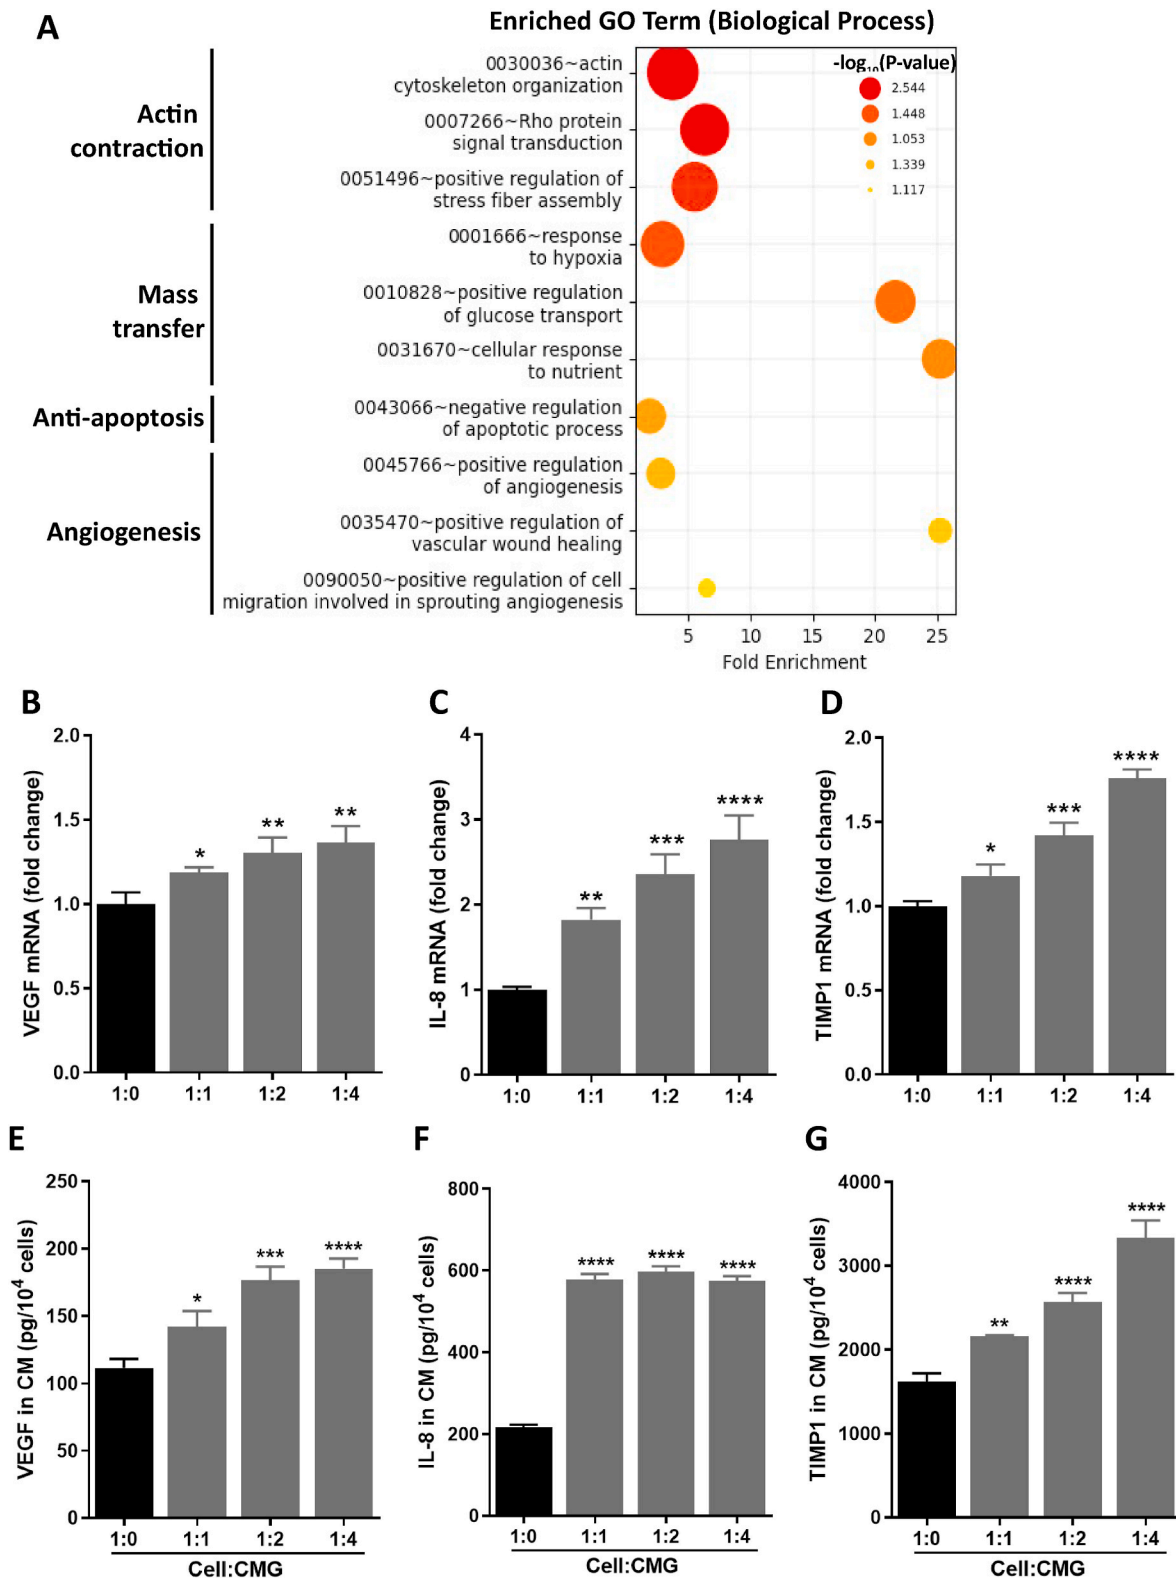 A
Enriched GO Term (Biological Process)
Actin
contraction
Mass
transfer
Anti-apoptosis
Angiogenesis
0030036~actin
cytoskeleton organization
0007266~Rho protein
signal transduction
0051496~positive regulation of
stress fiber assembly
0001666~response
to hypoxia
0010828~positive regulation
of glucose transport
0031670~cellular response
to nutrient
0043066~negative regulation
of apoptotic process
0045766~positive regulation
of angiogenesis
0035470~positive regulation of
vascular wound healing
0090050~positive regulation of cell
migration involved in sprouting angiogenesis
-log10(P-value)
2.544
1.448
1.053
1.339
1.117
5 10 15 20 25
Fold Enrichment
B
VEGF mRNA (fold change)
2.0
1.5
1.0
0.5
0.0
* ** **
1:0 1:1 1:2 1:4
C
IL-8 mRNA (fold change)
4
3
2
1
0
** *** ****
1:0 1:1 1:2 1:4
D
TIMP1 mRNA (fold change)
2.0
1.5
1.0
0.5
0.0
* *** ****
1:0 1:1 1:2 1:4
E
VEGF in CM (pg/10⁴ cells)
250
200
150
100
50
0
* *** ****
1:0 1:1 1:2 1:4
Cell:CMG
F
IL-8 in CM (pg/10⁴ cells)
800
600
400
200
0
**** **** ****
1:0 1:1 1:2 1:4
Cell:CMG
G
TIMP1 in CM (pg/10⁴ cells)
4000
3000
2000
1000
0
** **** ****
1:0 1:1 1:2 1:4
Cell:CMG